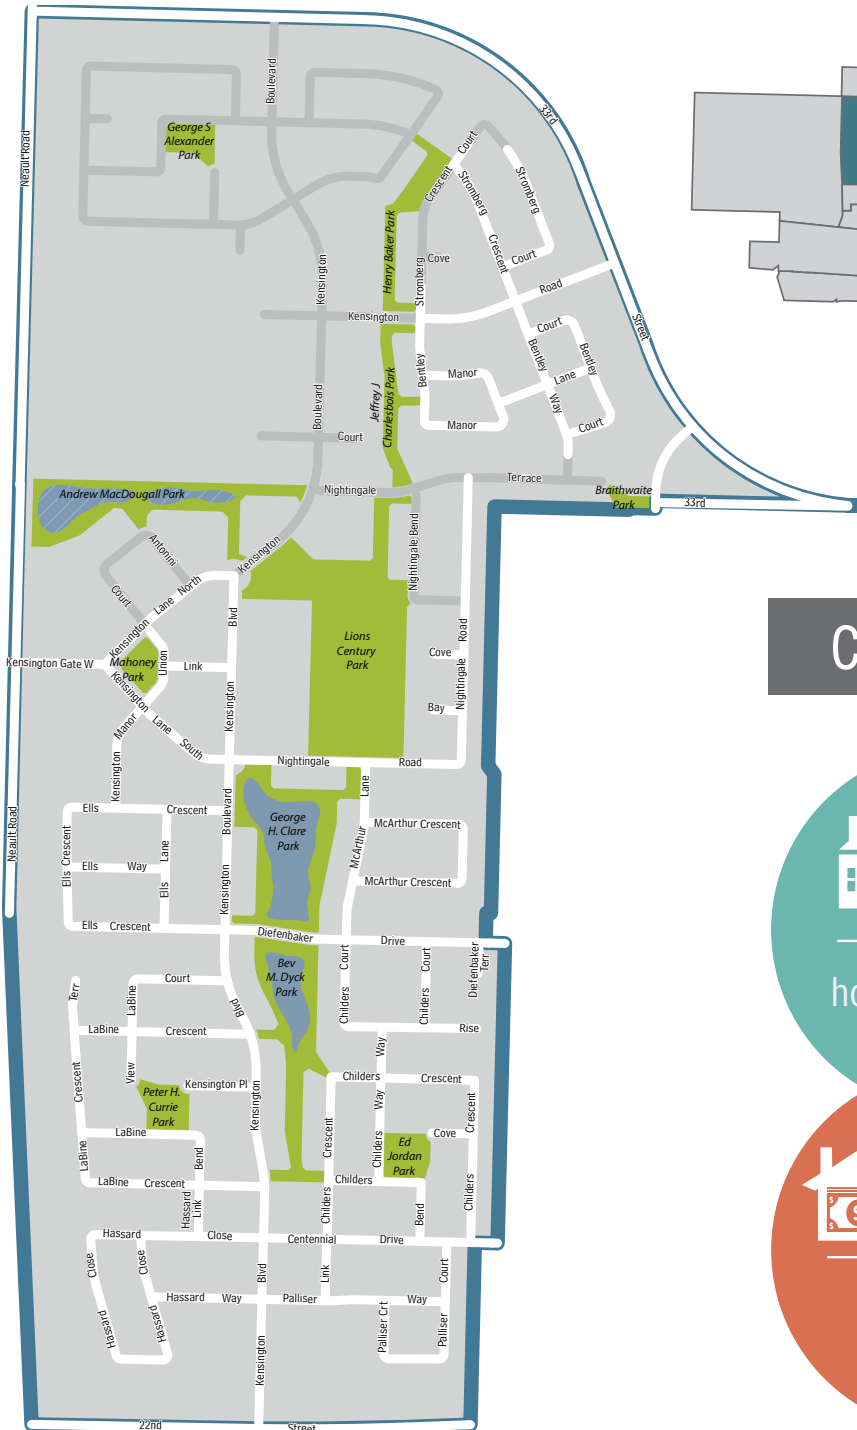 33rd
Boulevard
Neault Road
George S
Alexander
Park
Court
Crescent
Stromberg
Stromberg
Henry Baker Park
Crescent
Court
Cove
Stromberg
Kensington
Road
Kensington
Street
Court
Bentley
Bentley
Bentley
Manor
Lane
Jeffrey J
Charlesbois Park
Boulevard
Way
Manor
Court
Court
Terrace
Nightingale
Braithwaite
Park
33rd
Andrew MacDougall Park
Nightingale Bend
Antonini
Kensington
Court
Lane North
Blvd
Kensington
Lions
Century
Park
Road
Cove
Kensington Gate W
Mahoney
Park
Union
Link
Nightingale
Kensington
Kensington
Bay
Manor
Lane
South
Nightingale
Road
C
Kensington
Lane
Ells
Crescent
Boulevard
George
H. Clare
Park
McArthur Crescent
McArthur
Neault Road
Ells Crescent
Lane
Ells
Way
Ells
Kensington
McArthur Crescent
Ells
Crescent
Diefenbaker
Drive
Court
Court
Diefenbaker
Terr
Bev
M. Dyck
Park
Terr
Court
LaBine
Blvd
Childers
Childers
ho
LaBine
Crescent
Rise
Way
View
Crescent
Kensington Pl
Kensington
Childers
Crescent
Peter H.
Currie
Park
Way
Crescent
Crescent
LaBine
Cove
Ed
Jordan
Park
LaBine
Bend
Childers
LaBine
Crescent
Childers
Childers
Childers
Hassard
Link
Bend
$
$
Hassard
Close
Centennial
Drive
Close
Close
Blvd
Link
Court
Hassard
Way
Palliser
Way
Hassard
Hassard
Palliser Crt
Palliser
Kensington
22nd
Street